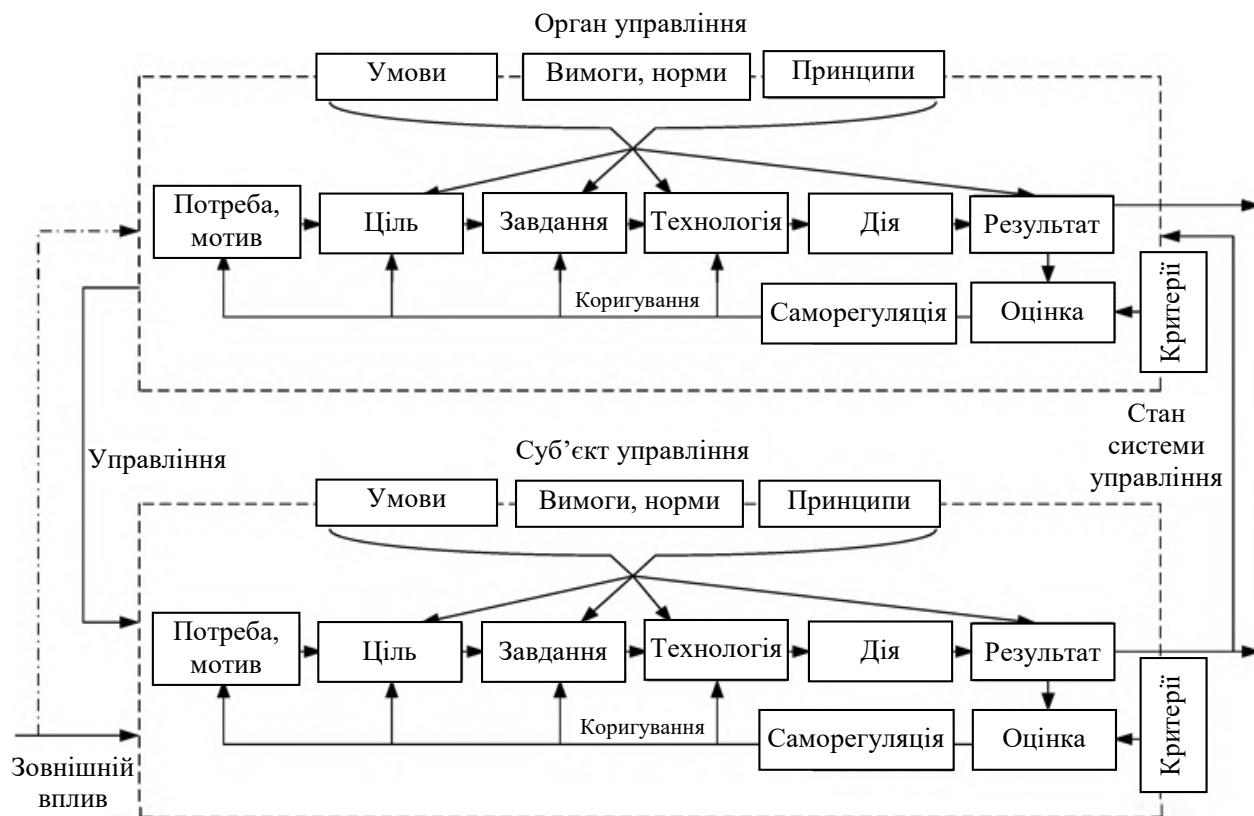 Орган управління
Умови
Вимоги, норми
Принципи
Потреба,
мотив
Ціль
Завдання
Технологія
Дія
Результат
Коригування
Саморегуляція
Оцінка
Критерії
Управління
Стан
системи
управління
Суб’єкт управління
Умови
Вимоги, норми
Принципи
Потреба,
мотив
Ціль
Завдання
Технологія
Дія
Результат
Коригування
Саморегуляція
Оцінка
Критерії
Зовнішній
вплив